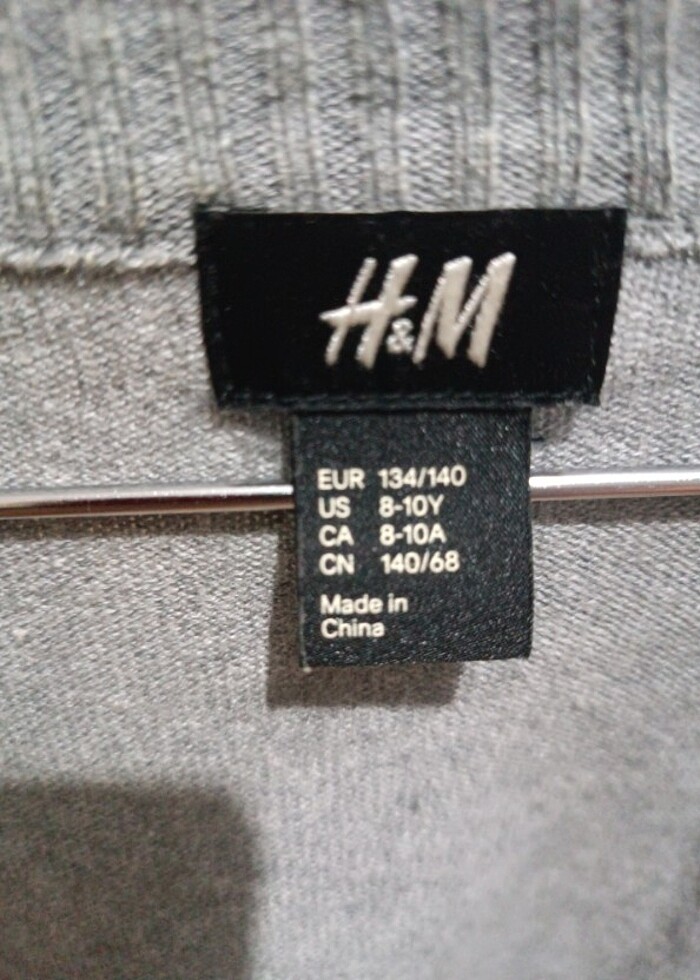 H&M
EUR 134/140
US 8-10Y
CA 8-10A
CN 140/68
Made in
China